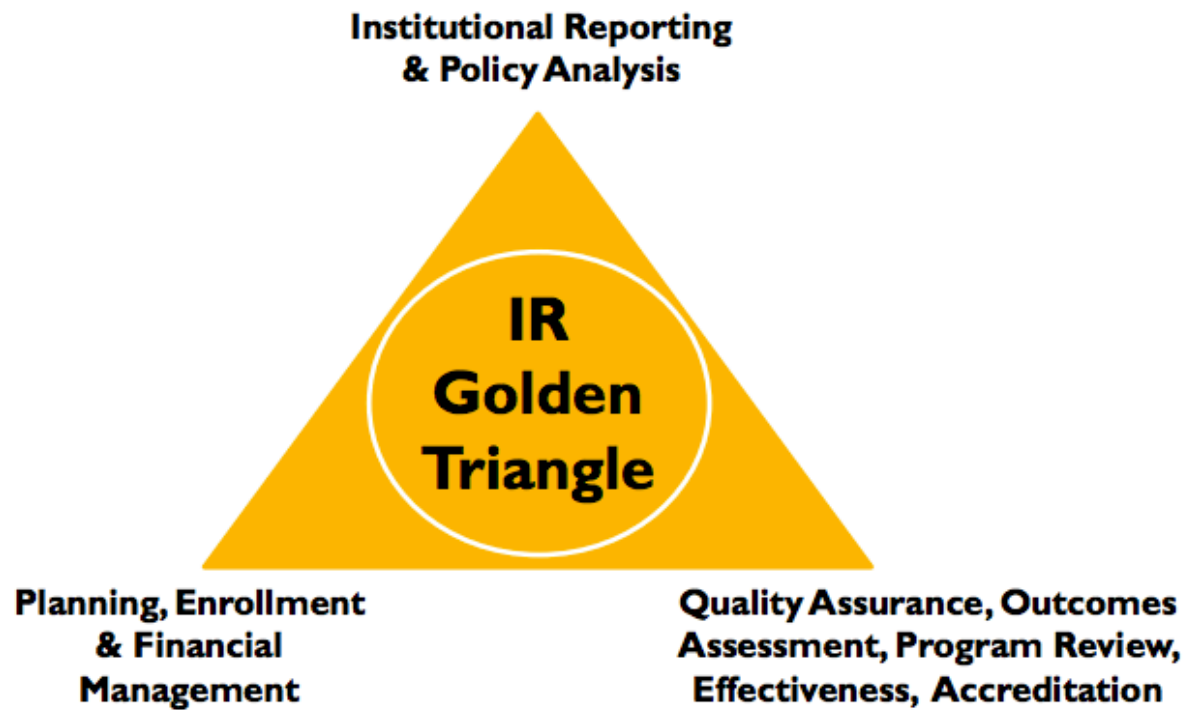 Institutional Reporting
& Policy Analysis
IR
Golden
Triangle
Planning, Enrollment
& Financial
Management
Quality Assurance, Outcomes
Assessment, Program Review,
Effectiveness, Accreditation